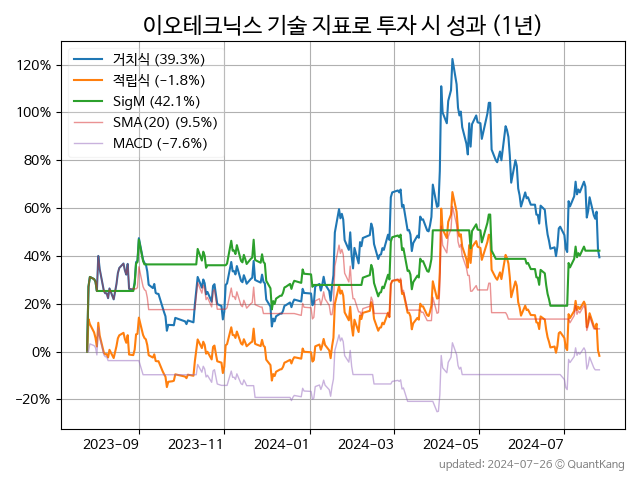 이오테크닉스 기술 지표로 투자 시 성과 (1년)
거치식 (39.3%)
적립식 (−1.8%)
SigM (42.1%)
SMA(20) (9.5%)
MACD (−7.6%)
120%
100%
80%
60%
40%
20%
0%
−20%
2023−09 2023−11 2024−01 2024−03 2024−05 2024−07
updated: 2024−07−26 ⓒ QuantKang